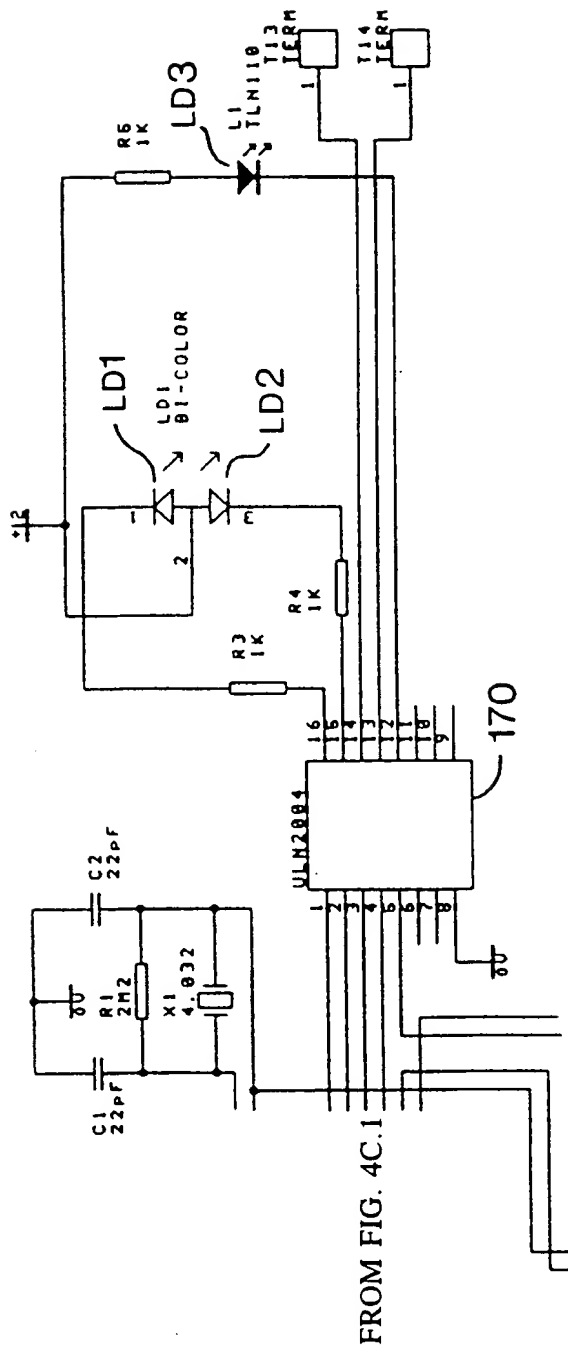 +12
R6
1K
LD3
L1
TLN110
T13
TERM
1
T14
TERM
1
LD1
LD1
BI-COLOR
LD2
1
2
3
R3
1K
R4
1K
C1
22pF
C2
22pF
R1
2M2
X1
4.032
ULN2004
1
2
3
4
5
6
7
8
16
15
14
13
12
11
10
9
170
FROM FIG. 4C.1